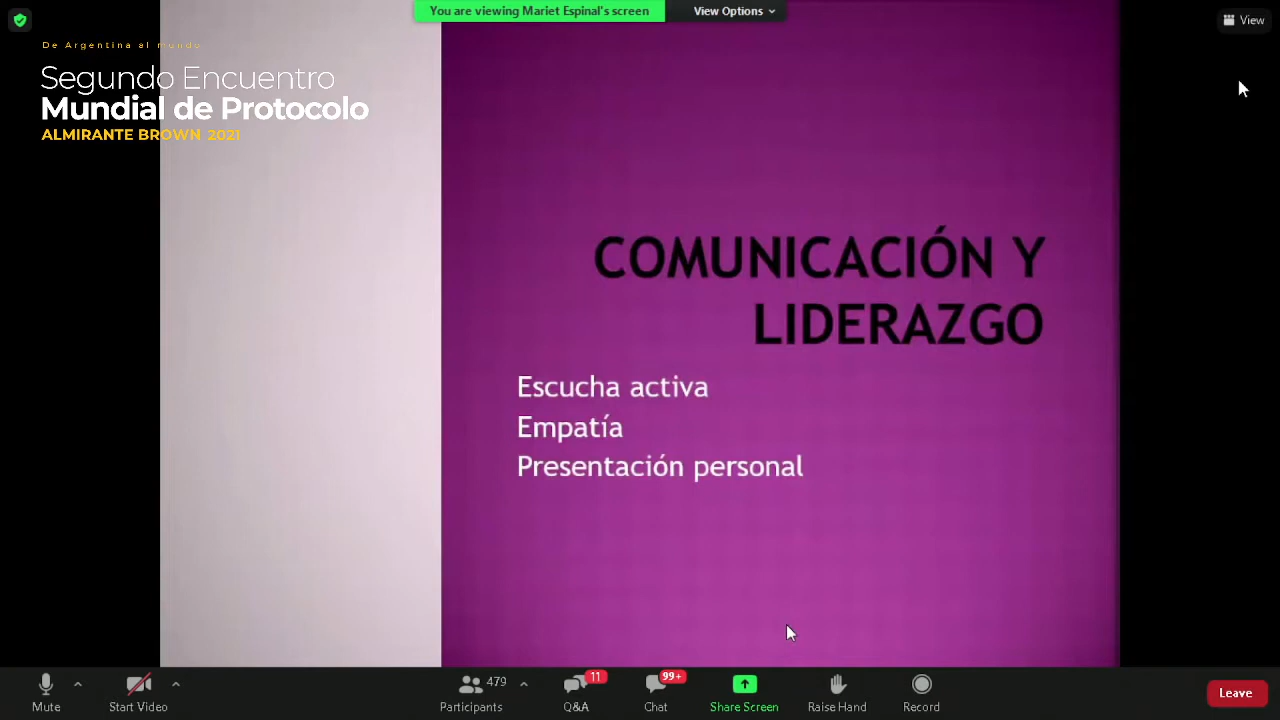 You are viewing Mariet Espinal's screen
View Options
View
De Argentina al mundo
Segundo Encuentro
Mundial de Protocolo
ALMIRANTE BROWN 2021
COMUNICACIÓN Y
LIDERAZGO
Escucha activa
Empatía
Presentación personal
479
11
99+
Mute
Start Video
Participants
Q&A
Chat
Share Screen
Raise Hand
Record
Leave